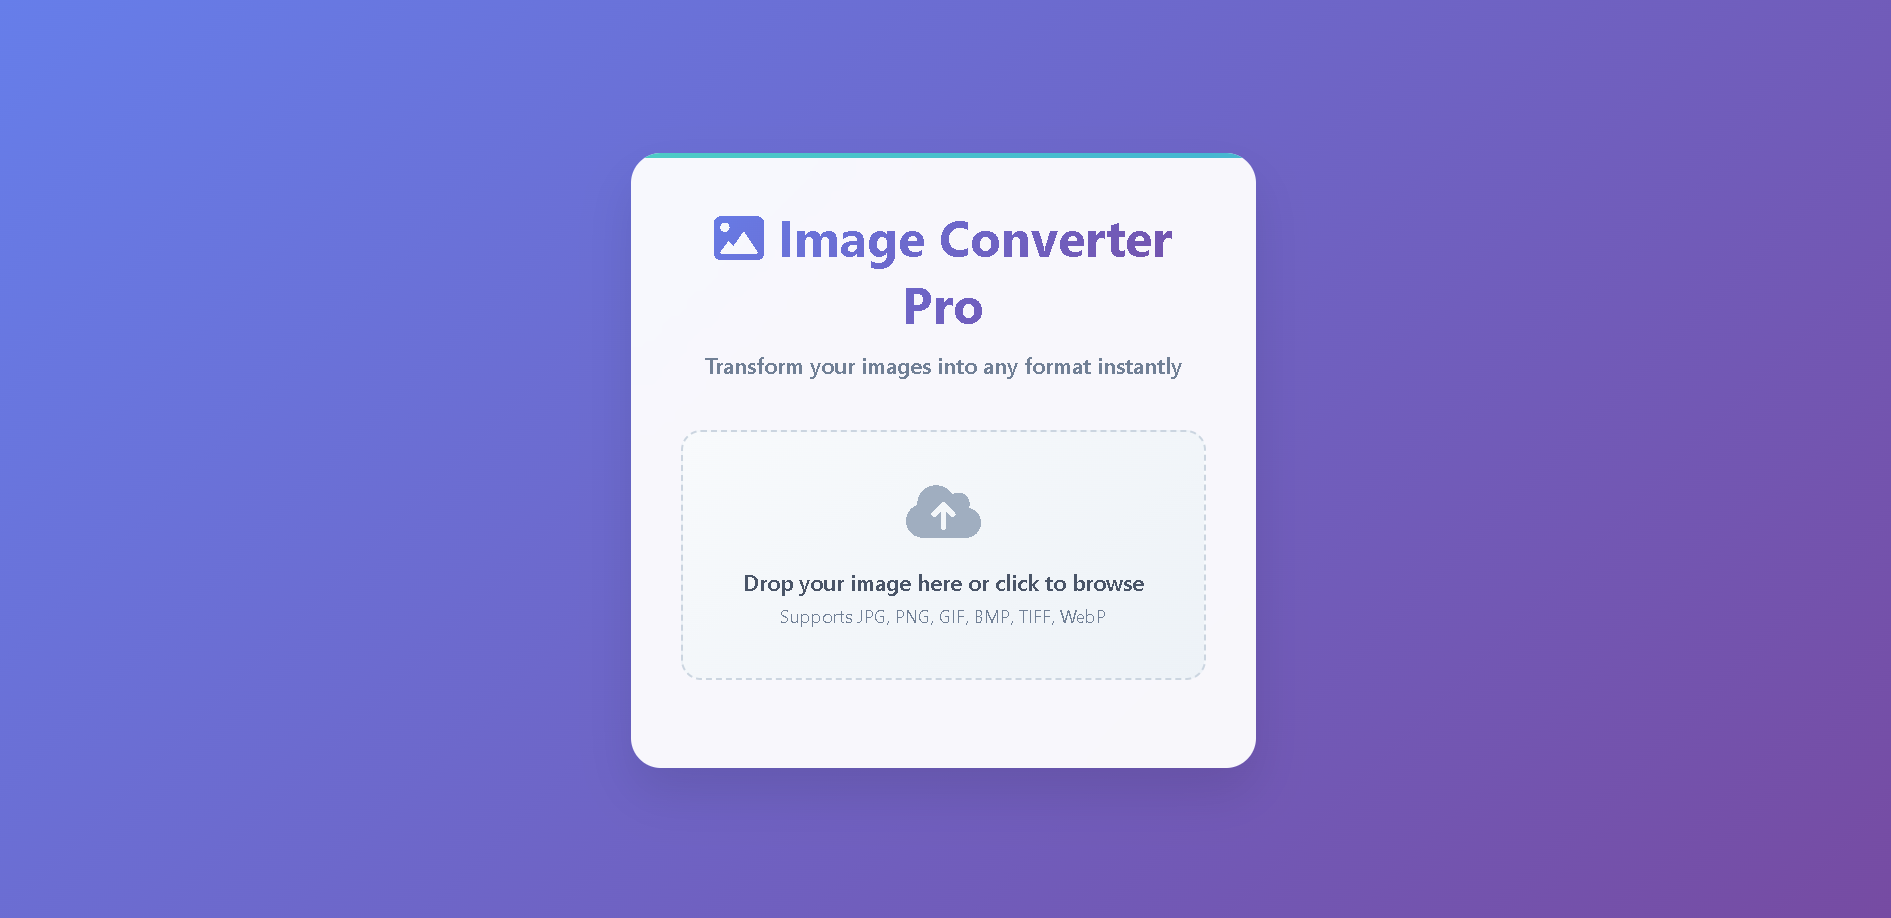 Image Converter
Pro
Transform your images into any format instantly
Drop your image here or click to browse
Supports JPG, PNG, GIF, BMP, TIFF, WebP